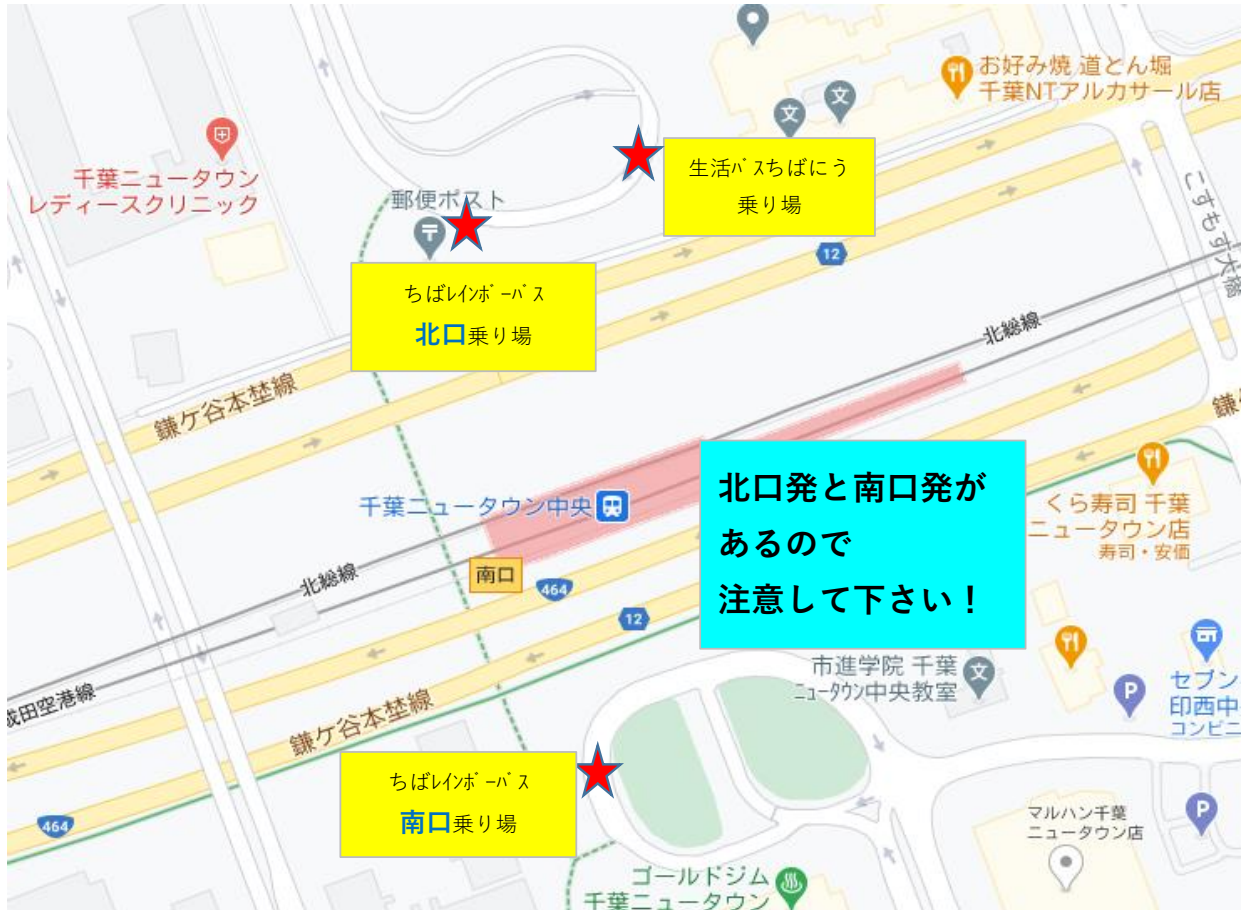 お好み焼 道とん堀
千葉NTアルカサール店
文
文
千葉ニュータウン
レディースクリニック
生活ﾊﾞｽちばにう
乗り場
郵便ポスト
〒
こすもす大橋
12
ちばﾚｲﾝﾎﾞｰﾊﾞｽ
北口乗り場
北総線
鎌ケ谷本埜線
鎌ケ
北口発と南口発が
あるので
注意して下さい！
千葉ニュータウン中央
くら寿司 千葉
ニュータウン店
寿司・安価
南口
北総線
464
12
市進学院 千葉
ﾆｭｰﾀｳﾝ中央教室
文
P
セブン
印西中
コンビニ
成田空港線
鎌ケ谷本埜線
ちばﾚｲﾝﾎﾞｰﾊﾞｽ
南口乗り場
464
マルハン千葉
ニュータウン店
P
ゴールドジム
千葉ニュータウン